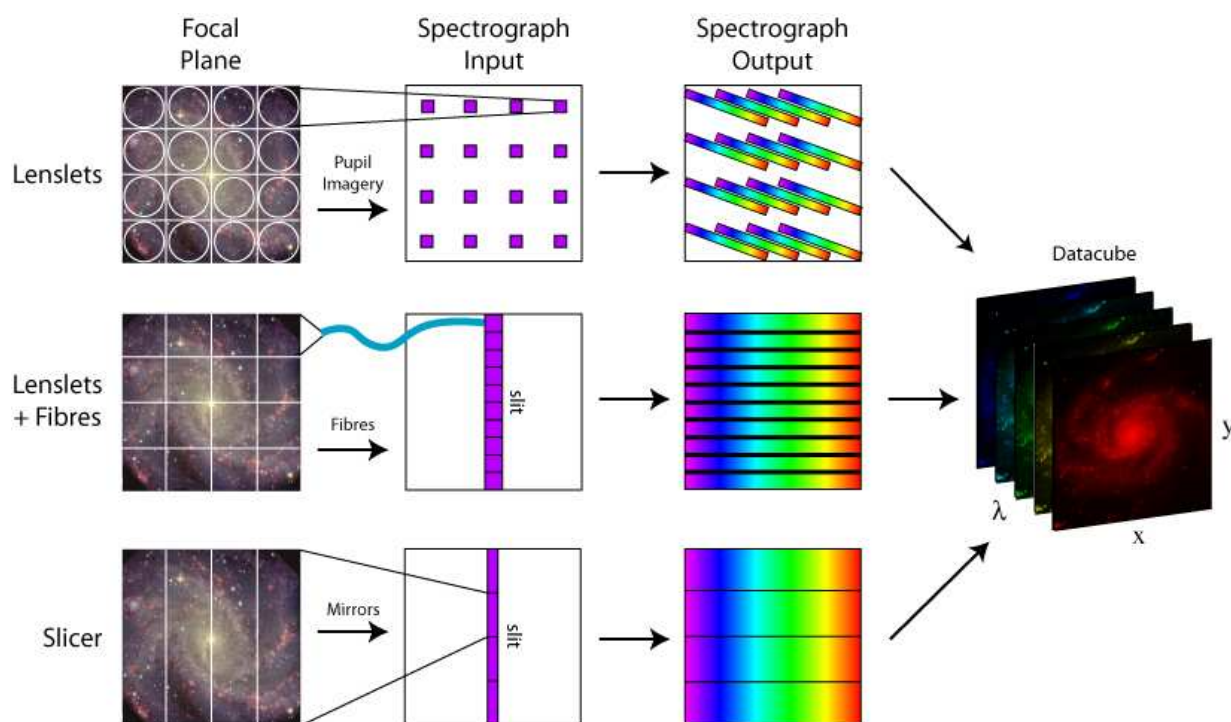 Focal
Plane
Spectrograph
Input
Spectrograph
Output
Lenslets
Pupil
Imagery
Datacube
Lenslets
+ Fibres
Fibres
slit
y
λ
x
Slicer
Mirrors
slit